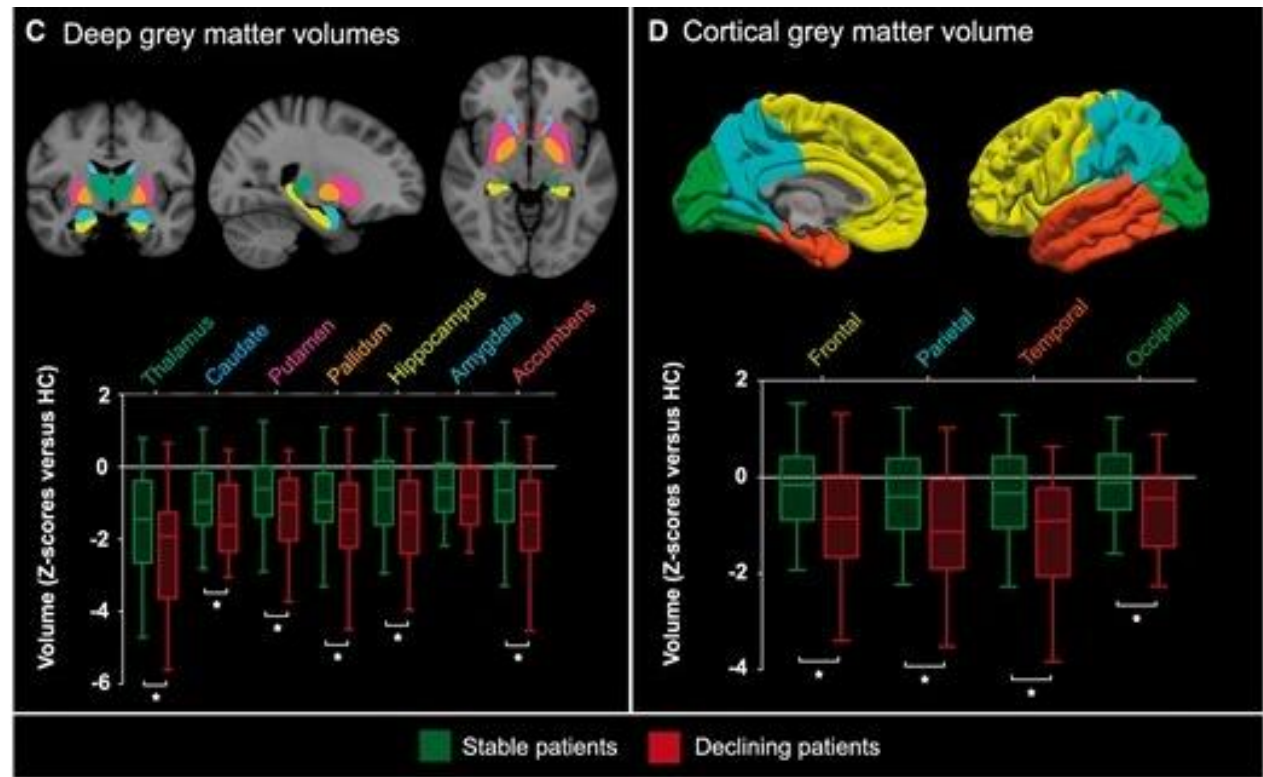 C Deep grey matter volumes
Thalamus
Caudate
Putamen
Pallidum
Hippocampus
Amygdala
Accumbens
Volume (Z-scores versus HC)
2
0
-2
-4
-6
*
*
*
*
*
*
D Cortical grey matter volume
Frontal
Parietal
Temporal
Occipital
Volume (Z-scores versus HC)
2
0
-2
-4
*
*
*
*
Stable patients
Declining patients